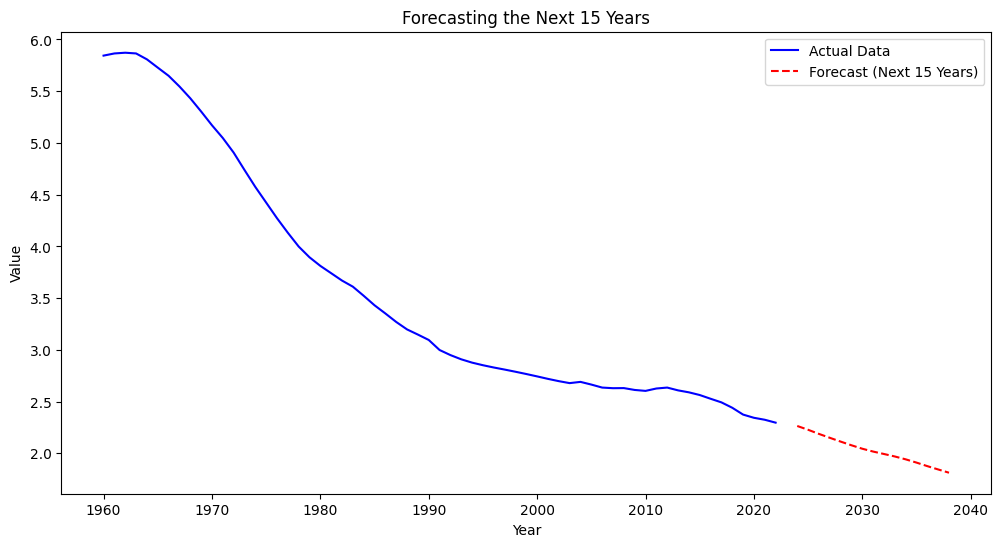 Forecasting the Next 15 Years
Actual Data
Forecast (Next 15 Years)
6.0
5.5
5.0
4.5
4.0
3.5
3.0
2.5
2.0
Value
1960 1970 1980 1990 2000 2010 2020 2030 2040
Year